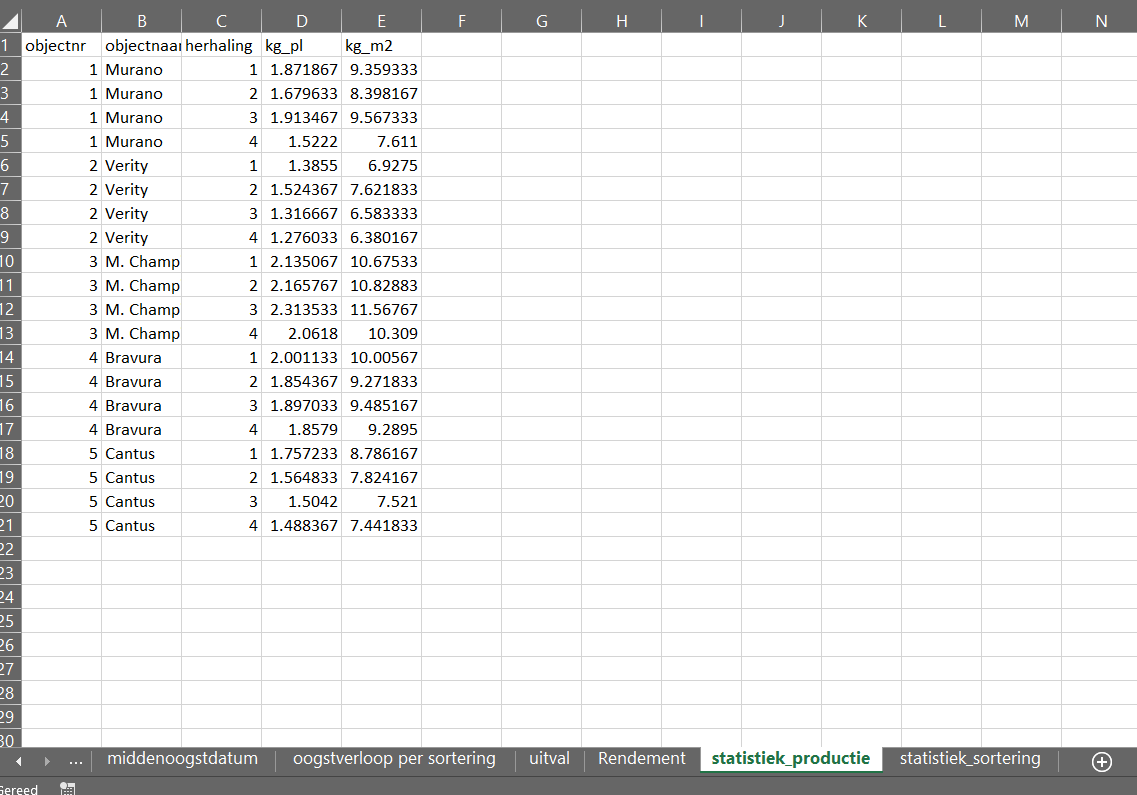 A B C D E F G H I J K L M N
1 objectnr objectnaar herhaling kg_pl kg_m2
2 1 Murano 1 1.871867 9.359333
3 1 Murano 2 1.679633 8.398167
4 1 Murano 3 1.913467 9.567333
5 1 Murano 4 1.5222 7.611
6 2 Verity 1 1.3855 6.9275
7 2 Verity 2 1.524367 7.621833
8 2 Verity 3 1.316667 6.583333
9 2 Verity 4 1.276033 6.380167
10 3 M. Champ 1 2.135067 10.67533
11 3 M. Champ 2 2.165767 10.82883
12 3 M. Champ 3 2.313533 11.56767
13 3 M. Champ 4 2.0618 10.309
14 4 Bravura 1 2.001133 10.00567
15 4 Bravura 2 1.854367 9.271833
16 4 Bravura 3 1.897033 9.485167
17 4 Bravura 4 1.8579 9.2895
18 5 Cantus 1 1.757233 8.786167
19 5 Cantus 2 1.564833 7.824167
20 5 Cantus 3 1.5042 7.521
21 5 Cantus 4 1.488367 7.441833
22
23
24
25
26
27
28
29
30
... middenoogstdatum oogstverloop per sortering uitval Rendement statistiek_productie statistiek_sortering
Gereed